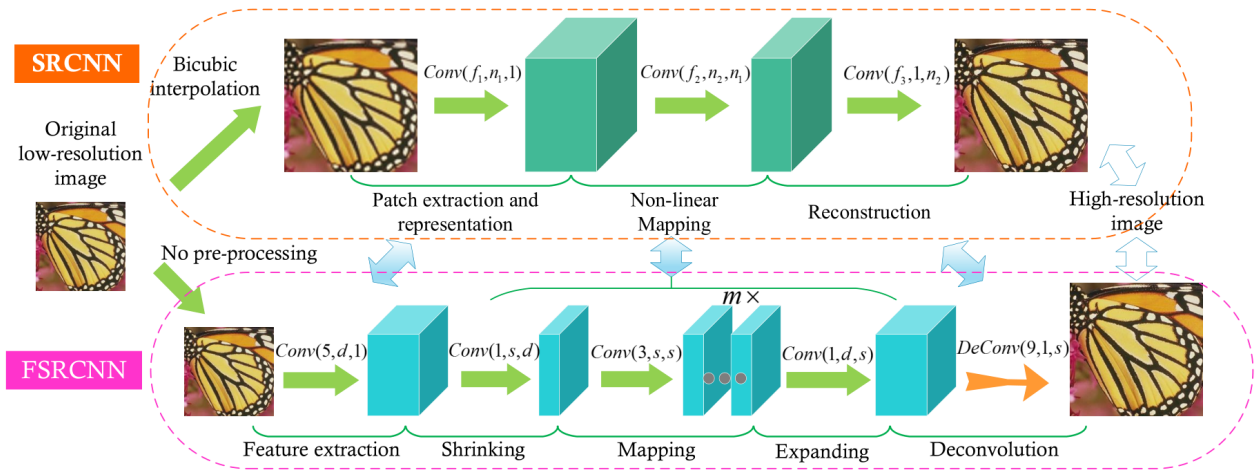 SRCNN
Bicubic
interpolation
Conv(f₁,n₁,1)
Conv(f₂,n₂,n₁)
Conv(f₃,1,n₂)
Original
low-resolution
image
Patch extraction and
representation
Non-linear
Mapping
Reconstruction
High-resolution
image
No pre-processing
m×
FSRCNN
Conv(5,d,1)
Conv(1,s,d)
Conv(3,s,s)
Conv(1,d,s)
DeConv(9,1,s)
Feature extraction
Shrinking
Mapping
Expanding
Deconvolution